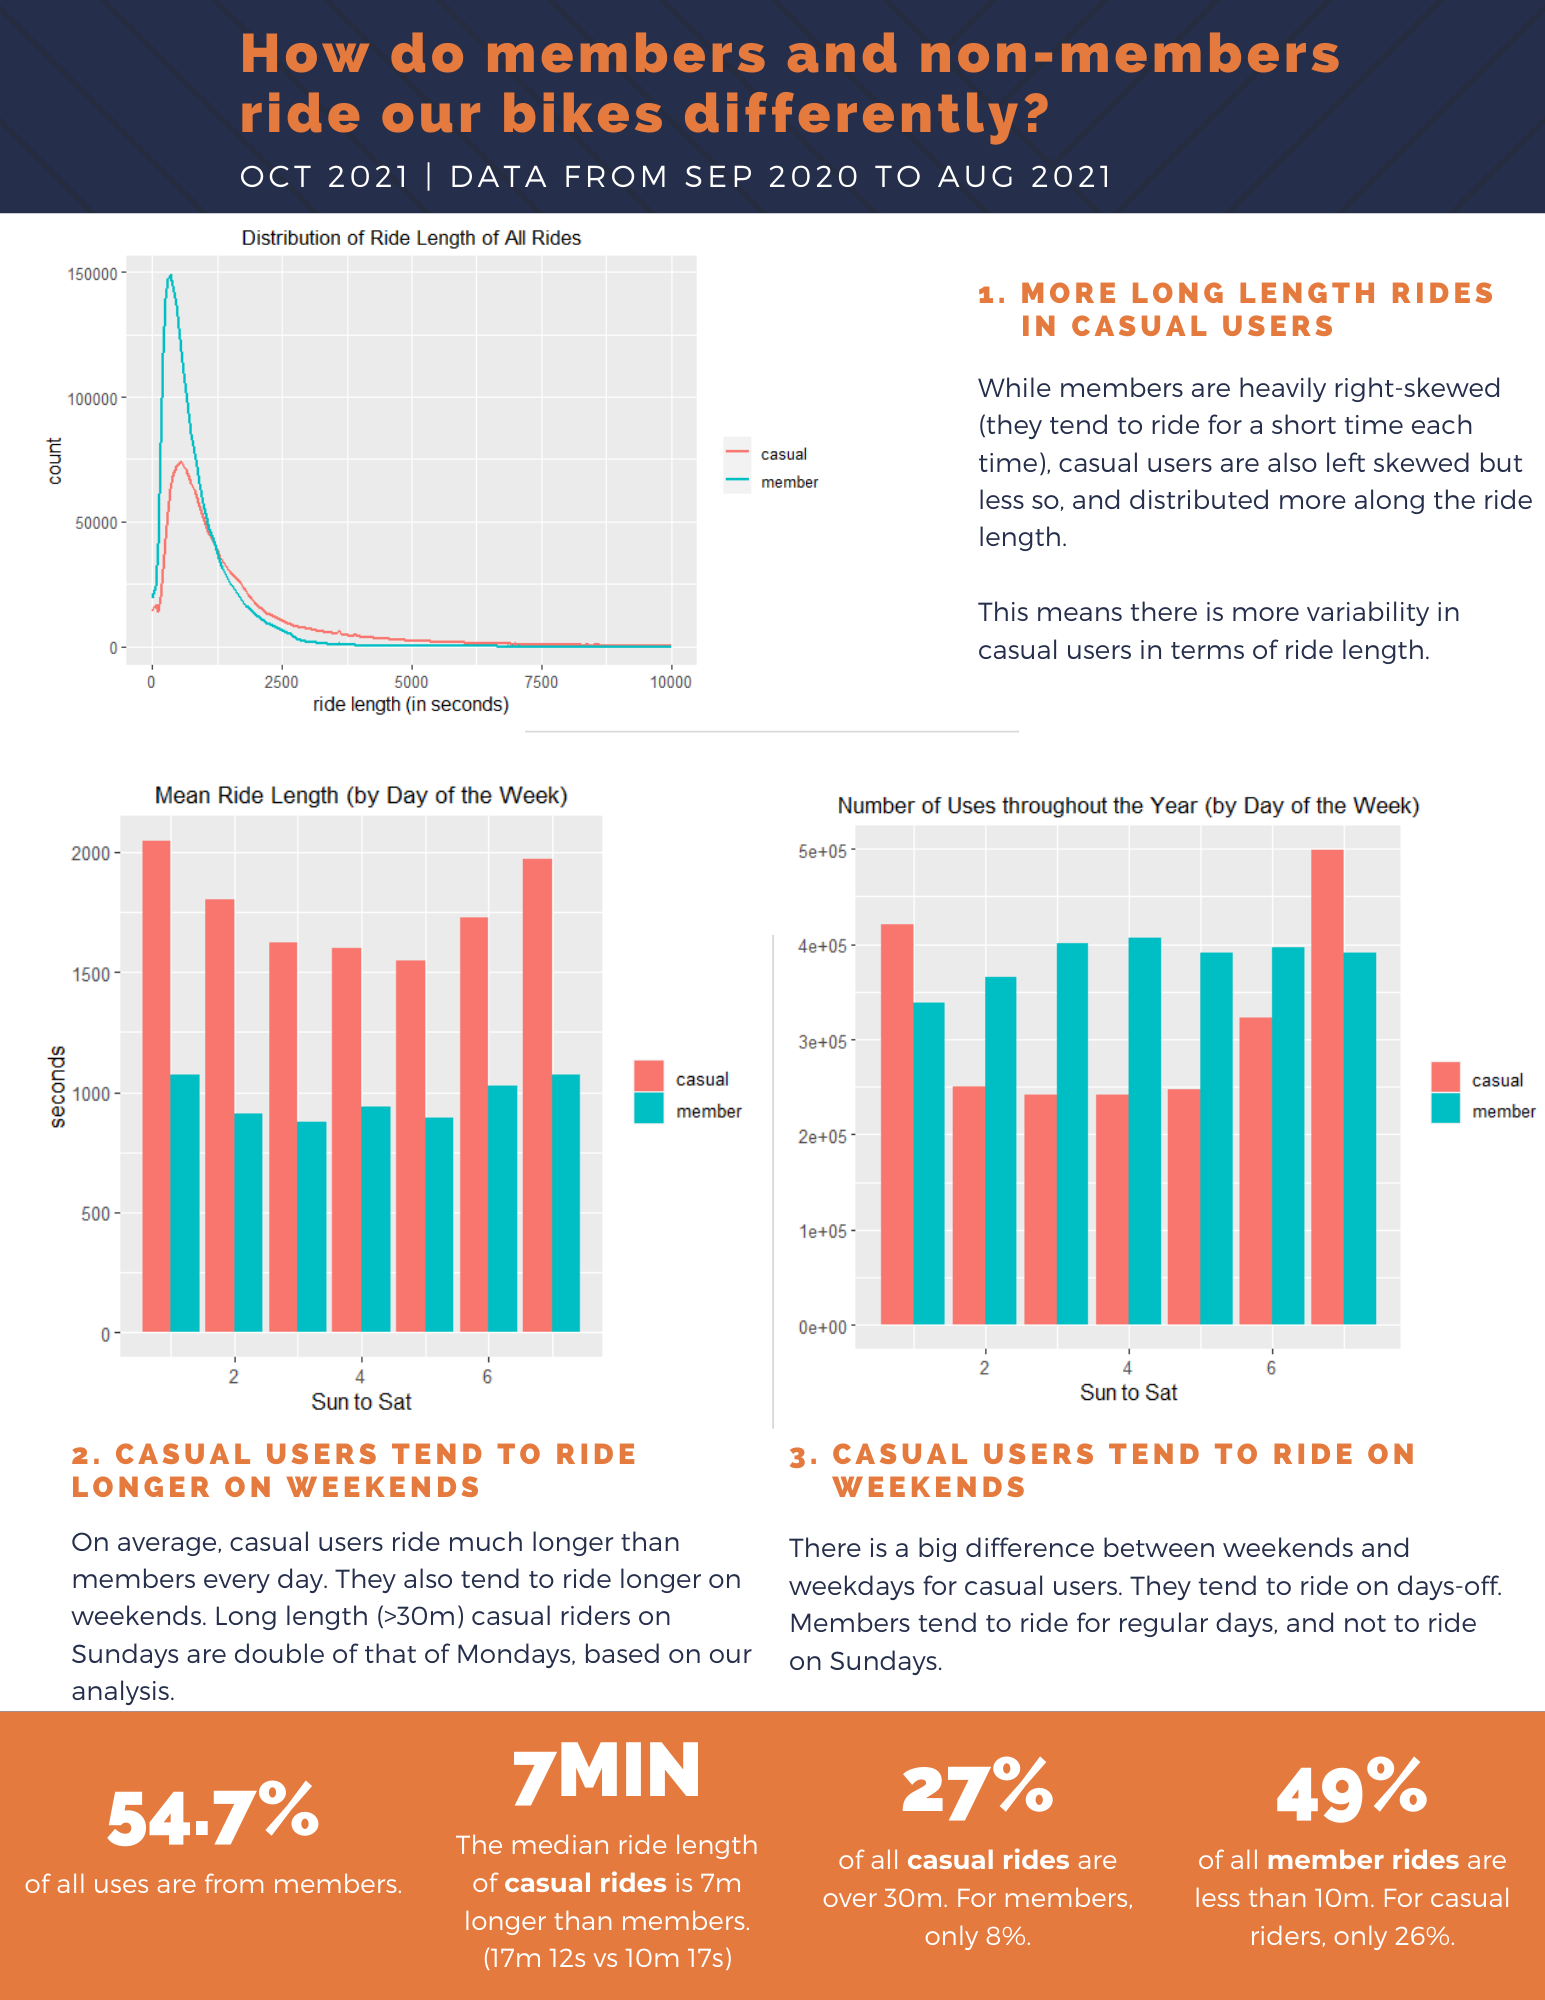 How do members and non-members
ride our bikes differently?
OCT 2021 | DATA FROM SEP 2020 TO AUG 2021
Distribution of Ride Length of All Rides
150000
100000
50000
0
count
0 2500 5000 7500 10000
ride length (in seconds)
casual
member
1. MORE LONG LENGTH RIDES
IN CASUAL USERS
While members are heavily right-skewed
(they tend to ride for a short time each
time), casual users are also left skewed but
less so, and distributed more along the ride
length.
This means there is more variability in
casual users in terms of ride length.
Mean Ride Length (by Day of the Week)
2000
1500
1000
500
0
seconds
2 4 6
Sun to Sat
casual
member
Number of Uses throughout the Year (by Day of the Week)
5e+05
4e+05
3e+05
2e+05
1e+05
0e+00
2 4 6
Sun to Sat
casual
member
2. CASUAL USERS TEND TO RIDE
LONGER ON WEEKENDS
On average, casual users ride much longer than
members every day. They also tend to ride longer on
weekends. Long length (>30m) casual riders on
Sundays are double of that of Mondays, based on our
analysis.
3. CASUAL USERS TEND TO RIDE ON
WEEKENDS
There is a big difference between weekends and
weekdays for casual users. They tend to ride on days-off.
Members tend to ride for regular days, and not to ride
on Sundays.
54.7%
of all uses are from members.
7MIN
The median ride length
of casual rides is 7m
longer than members.
(17m 12s vs 10m 17s)
27%
of all casual rides are
over 30m. For members,
only 8%.
49%
of all member rides are
less than 10m. For casual
riders, only 26%.